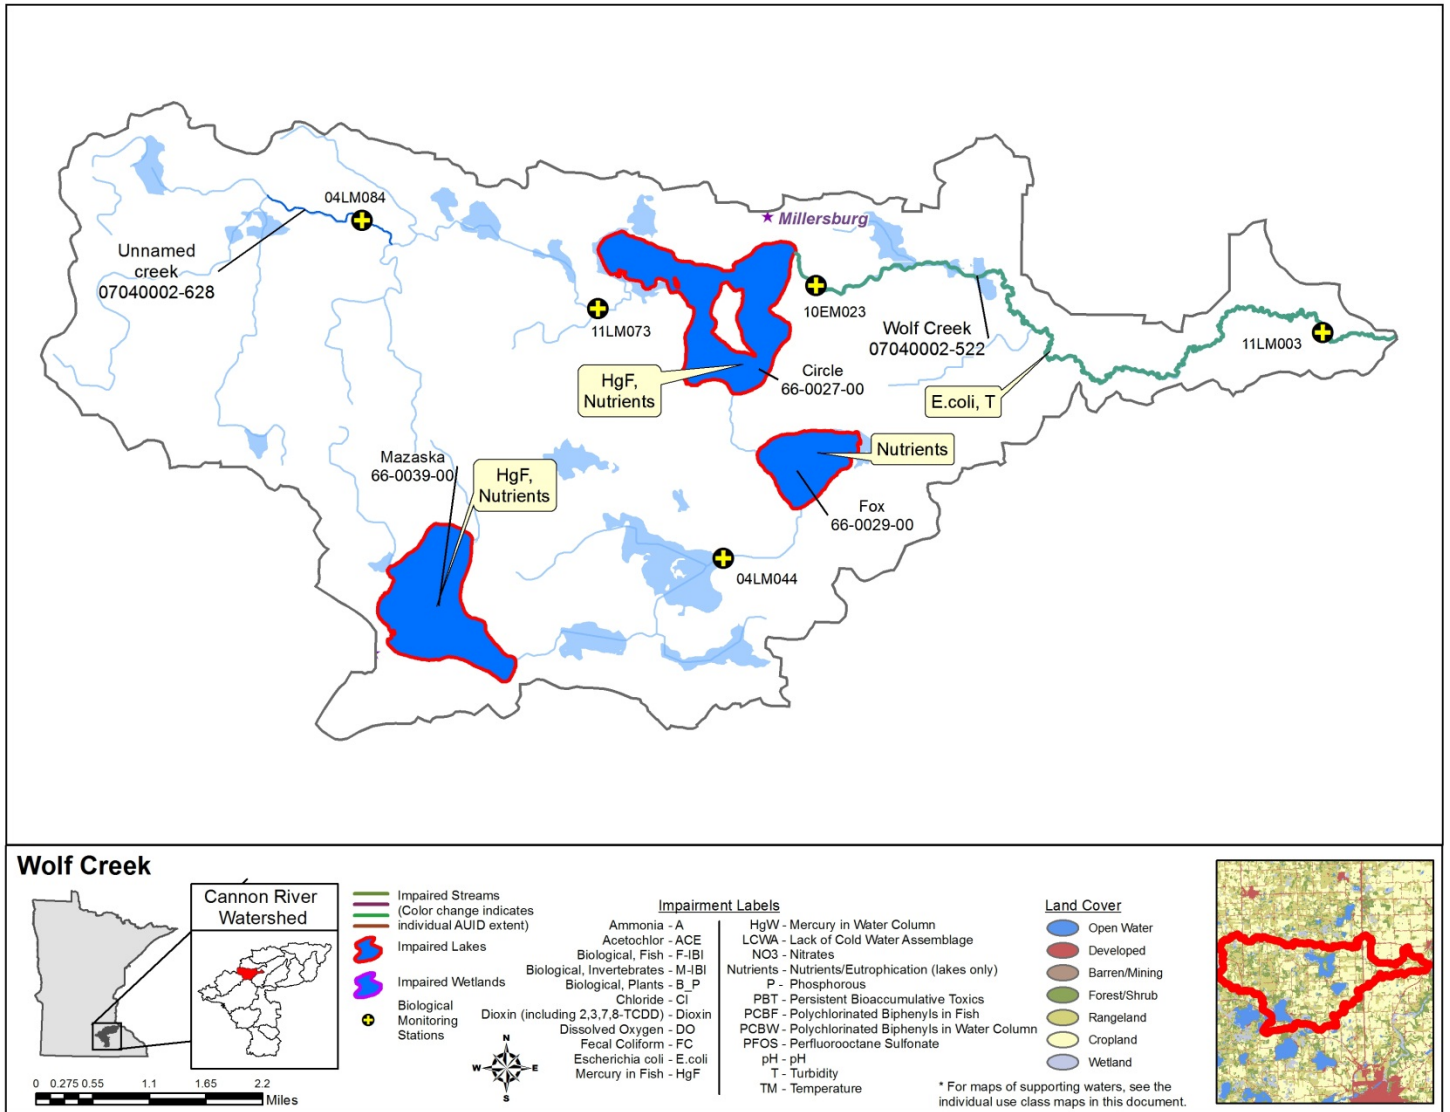 04LM084
Unnamed
creek
07040002-628
★ Millersburg
11LM073
10EM023
Wolf Creek
07040002-522
11LM003
HgF,
Nutrients
Circle
66-0027-00
E.coli, T
Mazaska
66-0039-00
HgF,
Nutrients
Nutrients
Fox
66-0029-00
04LM044
Wolf Creek
Cannon River
Watershed
0 0.275 0.55 1.1 1.65 2.2
Miles
Impaired Streams
(Color change indicates
individual AUID extent)
Impaired Lakes
Impaired Wetlands
Biological
Monitoring
Stations
N
W E
S
Impairment Labels
Ammonia - A
Acetochlor - ACE
Biological, Fish - F-IBI
Biological, Invertebrates - M-IBI
Biological, Plants - B_P
Chloride - Cl
Dioxin (including 2,3,7,8-TCDD) - Dioxin
Dissolved Oxygen - DO
Fecal Coliform - FC
Escherichia coli - E.coli
Mercury in Fish - HgF
HgW - Mercury in Water Column
LCWA - Lack of Cold Water Assemblage
NO3 - Nitrates
Nutrients - Nutrients/Eutrophication (lakes only)
P - Phosphorous
PBT - Persistent Bioaccumulative Toxics
PCBF - Polychlorinated Biphenyls in Fish
PCBW - Polychlorinated Biphenyls in Water Column
PFOS - Perfluorooctane Sulfonate
pH - pH
T - Turbidity
TM - Temperature
Land Cover
Open Water
Developed
Barren/Mining
Forest/Shrub
Rangeland
Cropland
Wetland
* For maps of supporting waters, see the
individual use class maps in this document.